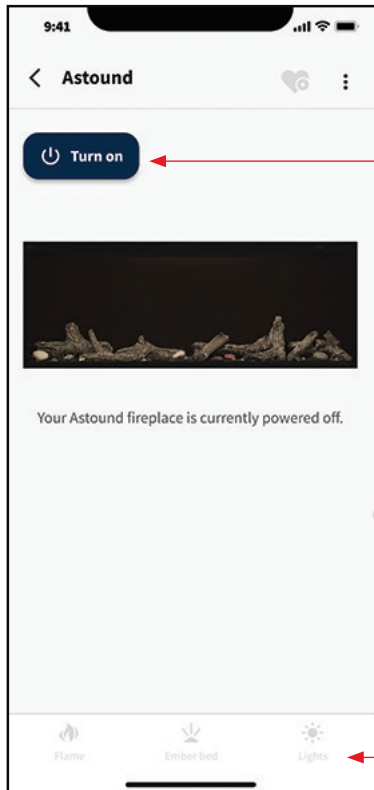 9:41
Astound
Turn on
Your Astound fireplace is currently powered off.
Flame Ember bed Lights